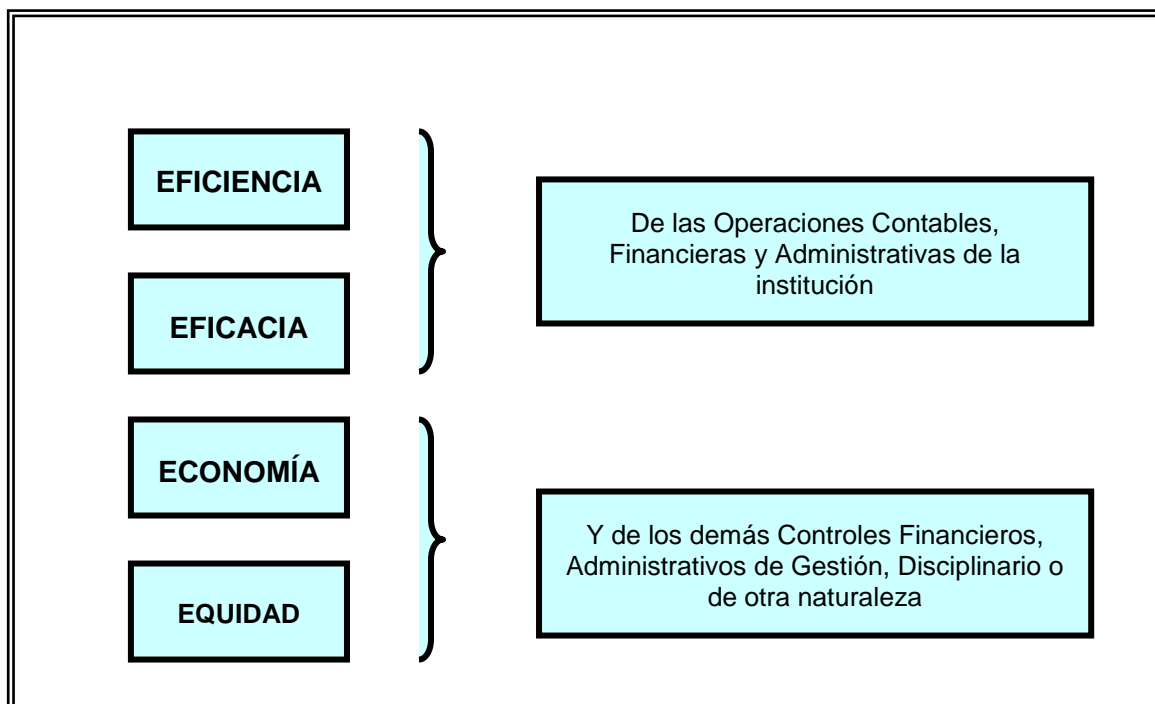 EFICIENCIA
EFICACIA
De las Operaciones Contables,
Financieras y Administrativas de la
institución
ECONOMÍA
EQUIDAD
Y de los demás Controles Financieros,
Administrativos de Gestión, Disciplinario o
de otra naturaleza